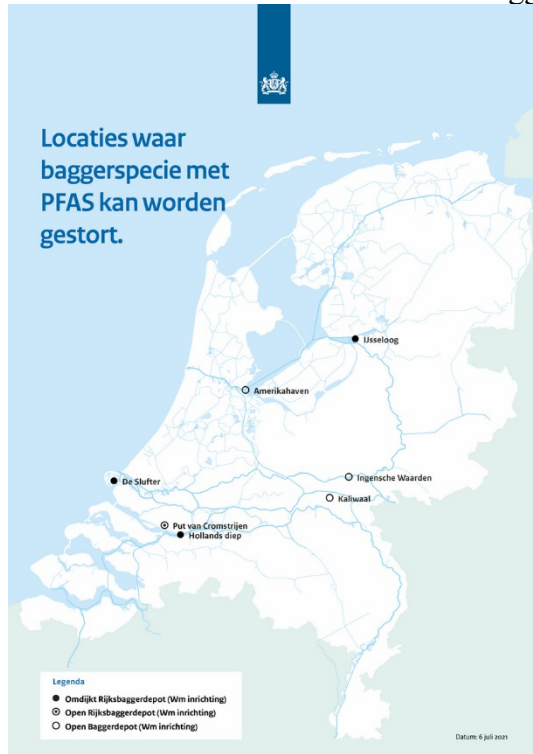 Locaties waar
baggerspecie met
PFAS kan worden
gestort.
IJsseloog
Amerikahaven
De Slufter
Ingensche Waarden
Kaliwaal
Put van Cromstrijen
Hollands diep
Legenda
Omdijkt Rijksbaggerdepot (Wm inrichting)
Open Rijksbaggerdepot (Wm inrichting)
Open Baggerdepot (Wm inrichting)
Datum: 6 juli 2021